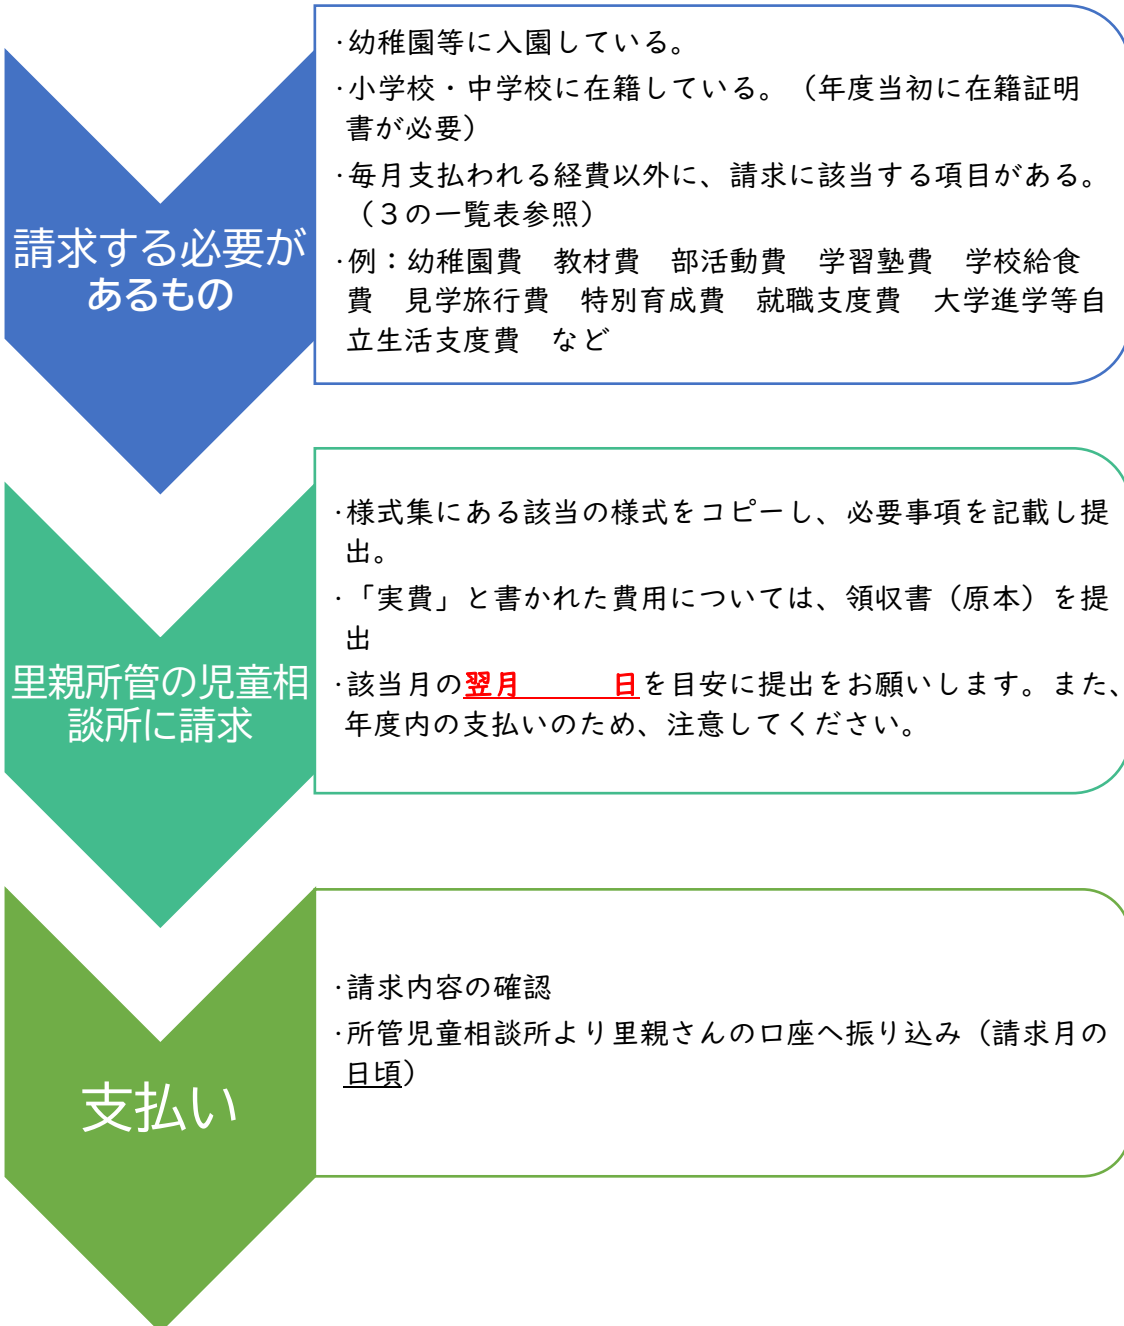 請求する必要が
あるもの
·幼稚園等に入園している。
·小学校・中学校に在籍している。（年度当初に在籍証明
書が必要）
·毎月支払われる経費以外に、請求に該当する項目がある。
（３の一覧表参照）
·例：幼稚園費　教材費　部活動費　学習塾費　学校給食
費　見学旅行費　特別育成費　就職支度費　大学進学等自
立生活支度費　など
里親所管の児童相
談所に請求
·様式集にある該当の様式をコピーし、必要事項を記載し提
出。
·「実費」と書かれた費用については、領収書（原本）を提
出
·該当月の翌月　　　日を目安に提出をお願いします。また、
年度内の支払いのため、注意してください。
支払い
·請求内容の確認
·所管児童相談所より里親さんの口座へ振り込み（請求月の
日頃）